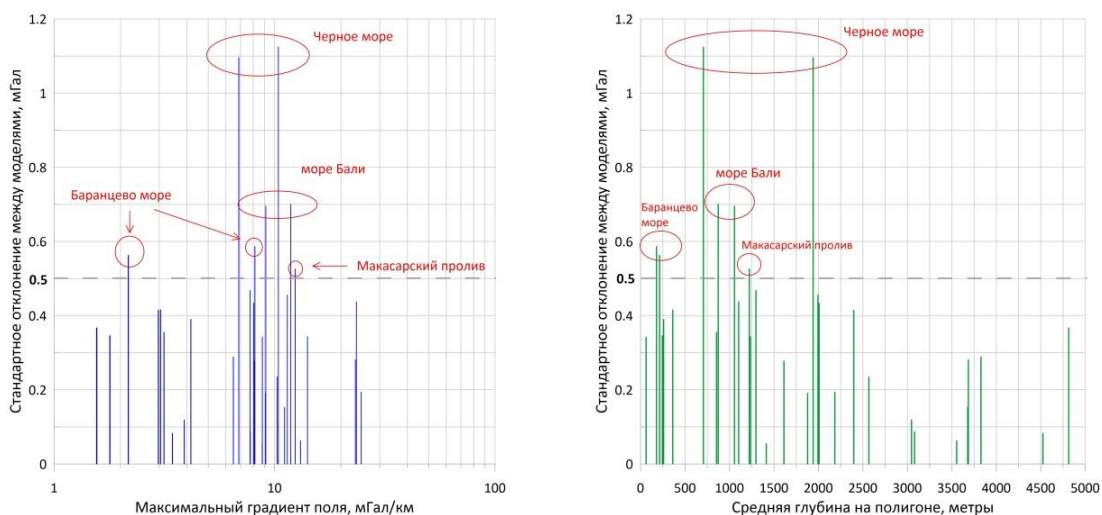 Стандартное отклонение между моделями, мГал
1.2
1
0.8
0.6
0.5
0.4
0.2
0
Черное море
море Бали
Баранцево море
Макасарский пролив
1
10
100
Максимальный градиент поля, мГал/км
Стандартное отклонение между моделями, мГал
1.2
1
0.8
0.6
0.5
0.4
0.2
0
Черное море
море Бали
Баранцево
море
Макасарский пролив
0
500
1000
1500
2000
2500
3000
3500
4000
4500
5000
Средняя глубина на полигоне, метры